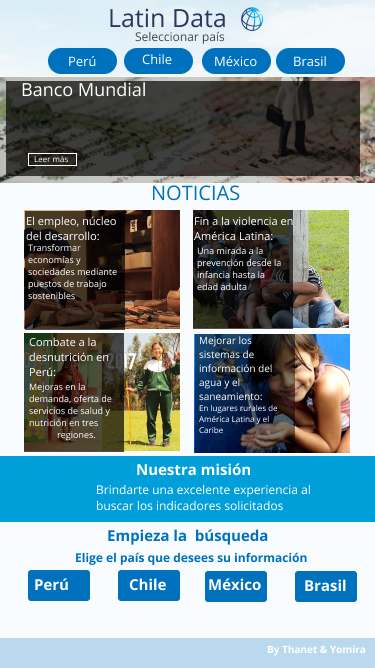 Latin Data
Seleccionar país
Perú
Chile
México
Brasil
Banco Mundial
Leer más
NOTICIAS
El empleo, núcleo
del desarrollo:
Transformar
economías y
sociedades mediante
puestos de trabajo
sostenibles
Fin a la violencia en
América Latina:
Una mirada a la
prevención desde la
infancia hasta la
edad adulta
Combate a la
desnutrición en
Perú:
Mejoras en la
demanda, oferta de
servicios de salud y
nutrición en tres
regiones.
Mejorar los
sistemas de
información del
agua y el
saneamiento:
En lugares rurales de
América Latina y el
Caribe
Nuestra misión
Brindarte una excelente experiencia al
buscar los indicadores solicitados
Empieza la búsqueda
Elige el país que desees su información
Perú
Chile
México
Brasil
By Thanet & Yomira